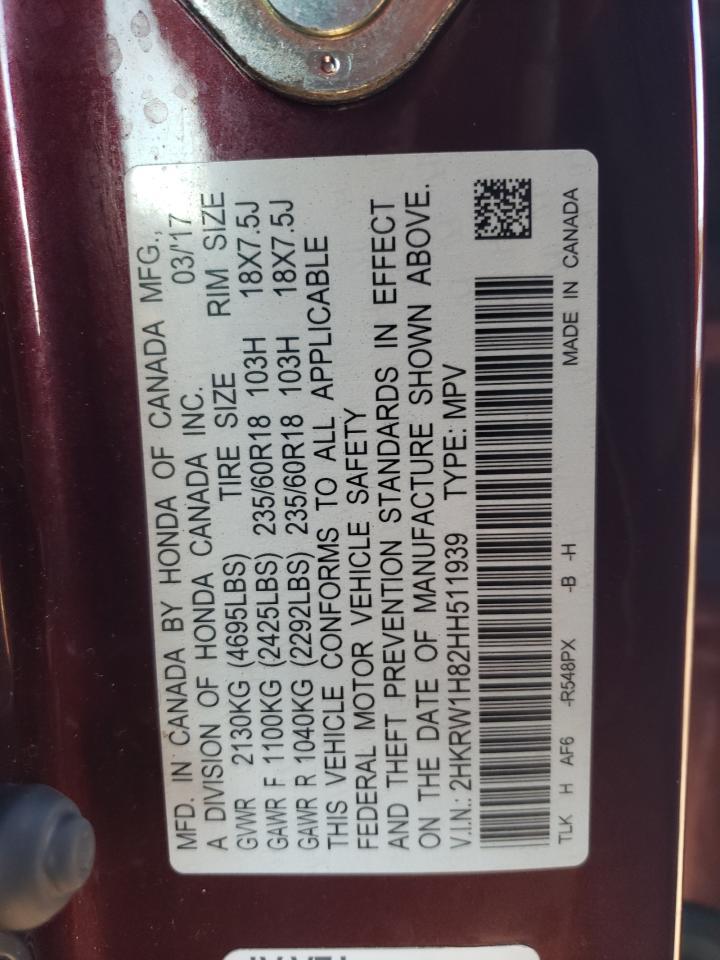 MFD. IN CANADA BY HONDA OF CANADA MFG.,
A DIVISION OF HONDA CANADA INC. 03/'17
GVWR 2130KG (4695LBS) TIRE SIZE RIM SIZE
GAWR F 1100KG (2425LBS) 235/60R18 103H 18X7.5J
GAWR R 1040KG (2292LBS) 235/60R18 103H 18X7.5J
THIS VEHICLE CONFORMS TO ALL APPLICABLE
FEDERAL MOTOR VEHICLE SAFETY
AND THEFT PREVENTION STANDARDS IN EFFECT
ON THE DATE OF MANUFACTURE SHOWN ABOVE.
V.I.N.: 2HKRW1H82HH511939 TYPE: MPV
TLK H AF6 -R548PX -B -H MADE IN CANADA